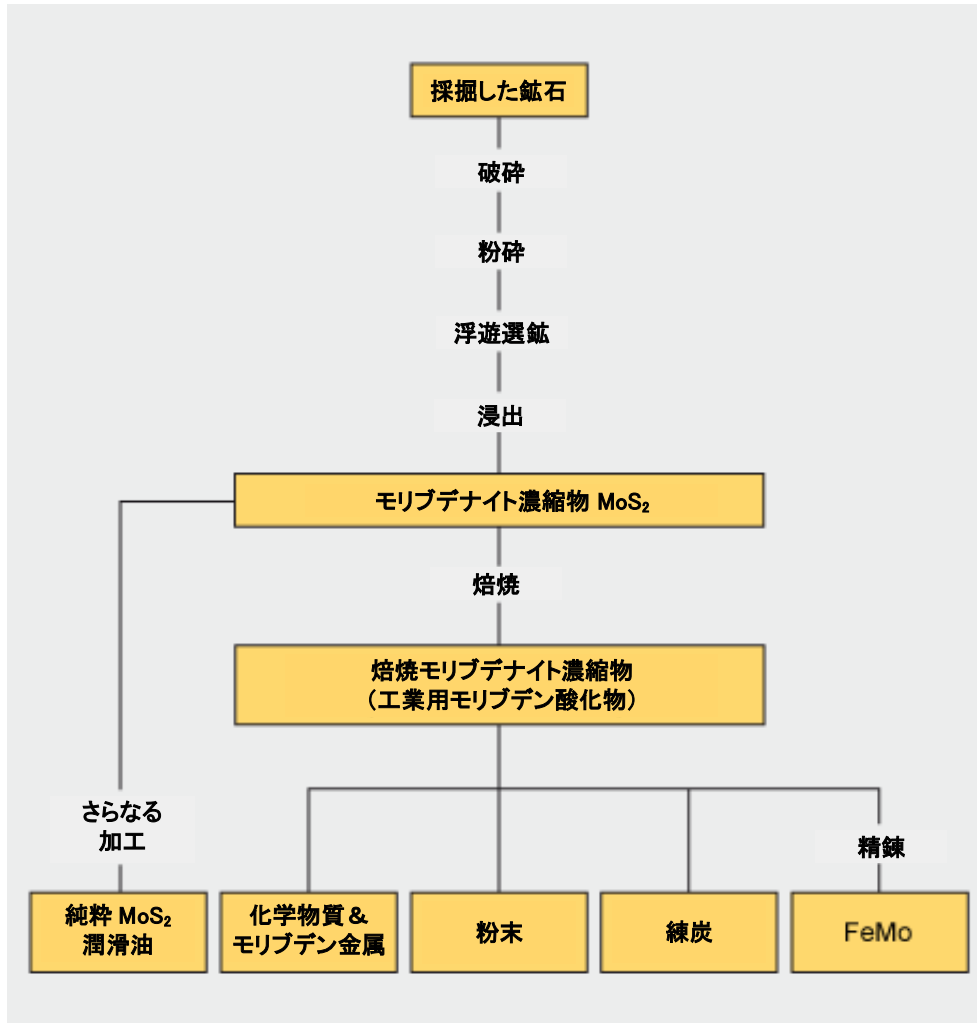 採掘した鉱石
破砕
粉砕
浮遊選鉱
浸出
モリブデナイト濃縮物 MoS₂
焙焼
焙焼モリブデナイト濃縮物
（工業用モリブデン酸化物）
さらなる
加工
精錬
純粋 MoS₂
潤滑油
化学物質＆
モリブデン金属
粉末
練炭
FeMo